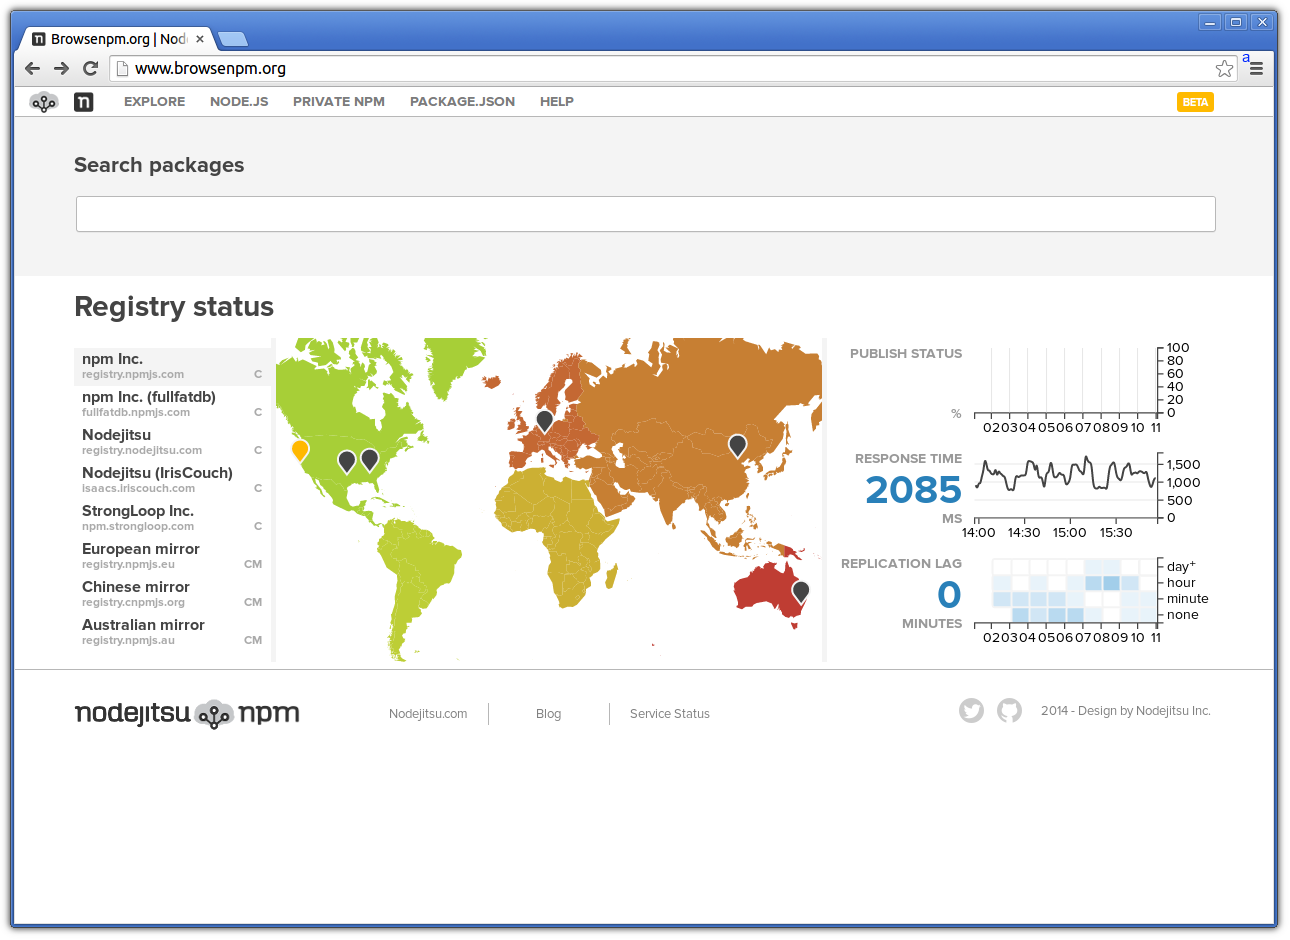 Browsenpm.org | Nod
www.browsenpm.org
a
n
EXPLORE NODE.JS PRIVATE NPM PACKAGE.JSON HELP
BETA
Search packages
Registry status
npm Inc.
registry.npmjs.com C
npm Inc. (fullfatdb)
fullfatdb.npmjs.com C
Nodejitsu
registry.nodejitsu.com C
Nodejitsu (IrisCouch)
isaacs.iriscouch.com C
StrongLoop Inc.
npm.strongloop.com C
European mirror
registry.npmjs.eu CM
Chinese mirror
registry.cnpmjs.org CM
Australian mirror
registry.npmjs.au CM
PUBLISH STATUS
%
100
80
60
40
20
0
02 03 04 05 06 07 08 09 10 11
RESPONSE TIME
2085
MS
1,500
1,000
500
0
14:00 14:30 15:00 15:30
REPLICATION LAG
0
MINUTES
day+
hour
minute
none
02 03 04 05 06 07 08 09 10 11
nodejitsu npm
Nodejitsu.com Blog Service Status
2014 - Design by Nodejitsu Inc.